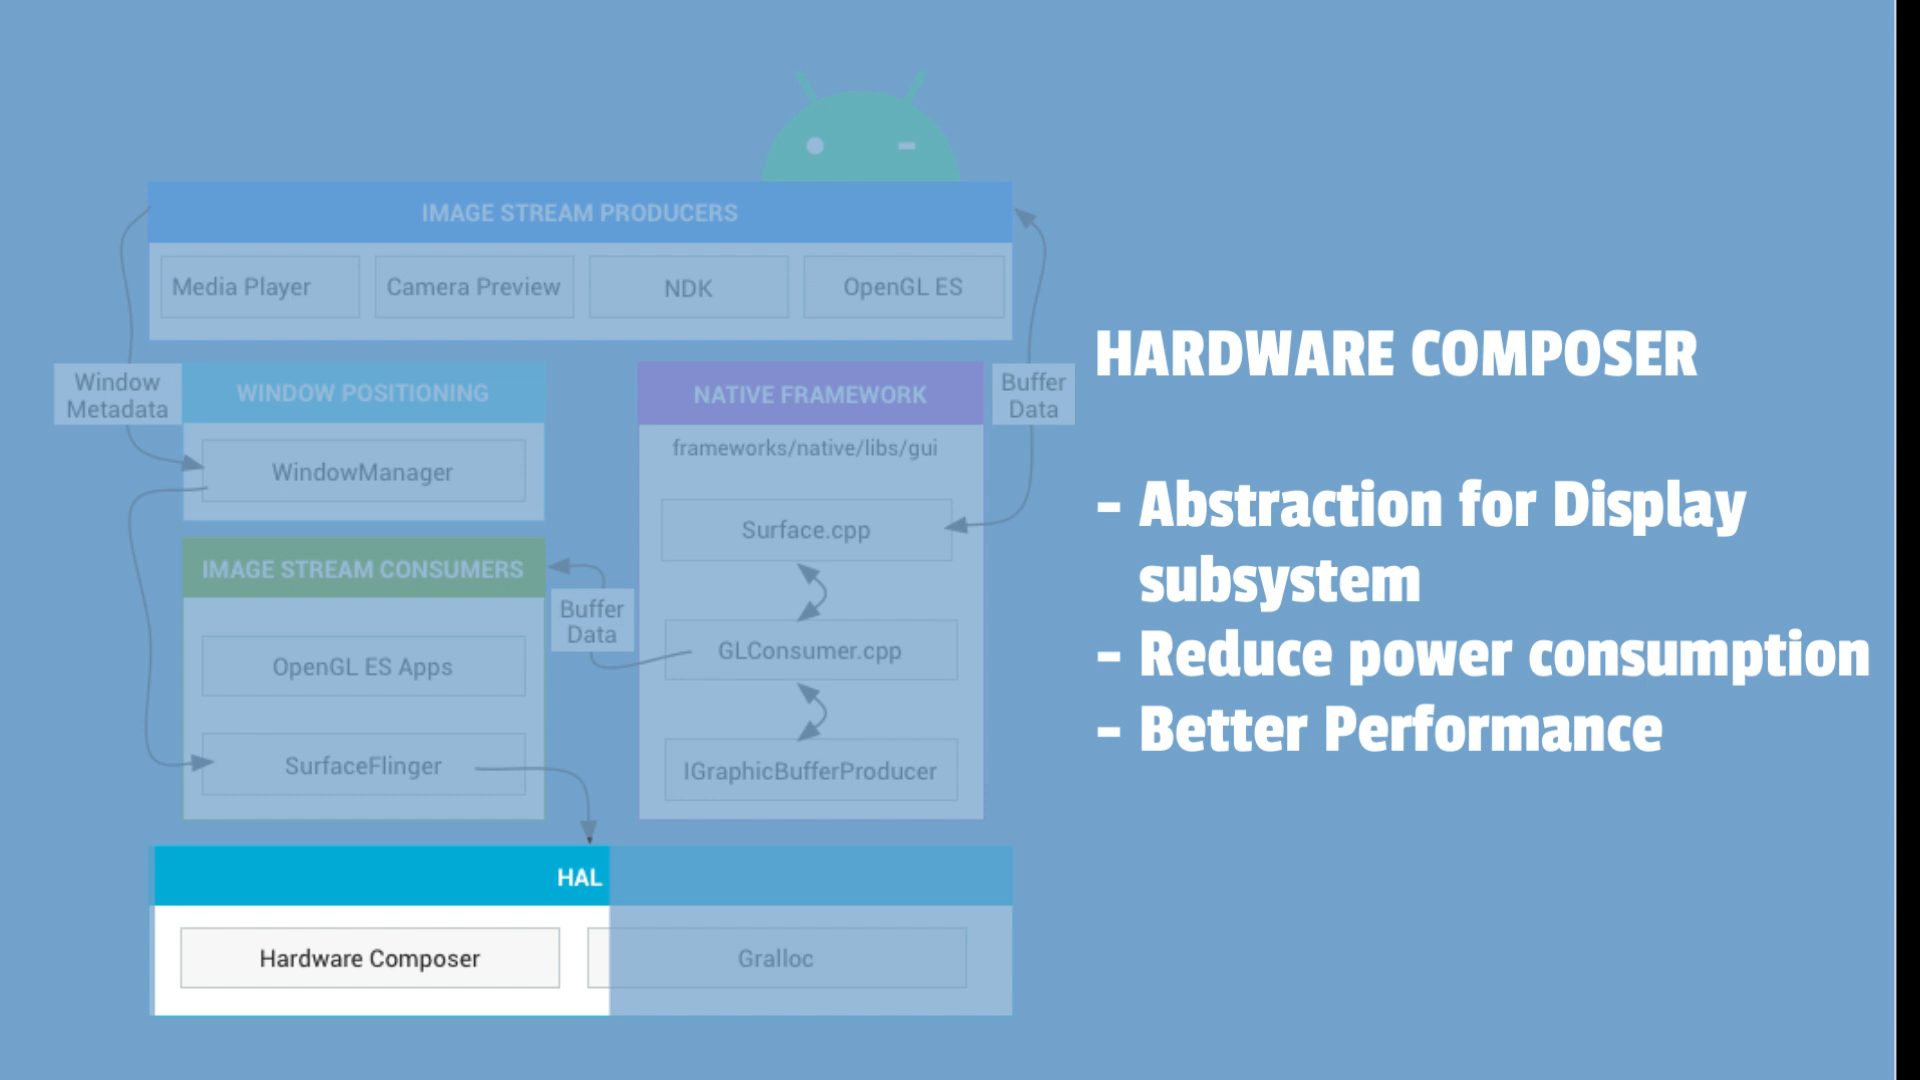 IMAGE STREAM PRODUCERS
Media Player
Camera Preview
NDK
OpenGL ES
Window
Metadata
WINDOW POSITIONING
WindowManager
NATIVE FRAMEWORK
frameworks/native/libs/gui
Surface.cpp
GLConsumer.cpp
IGraphicBufferProducer
Buffer
Data
IMAGE STREAM CONSUMERS
OpenGL ES Apps
SurfaceFlinger
Buffer
Data
HAL
Hardware Composer
Gralloc
HARDWARE COMPOSER
- Abstraction for Display
subsystem
- Reduce power consumption
- Better Performance